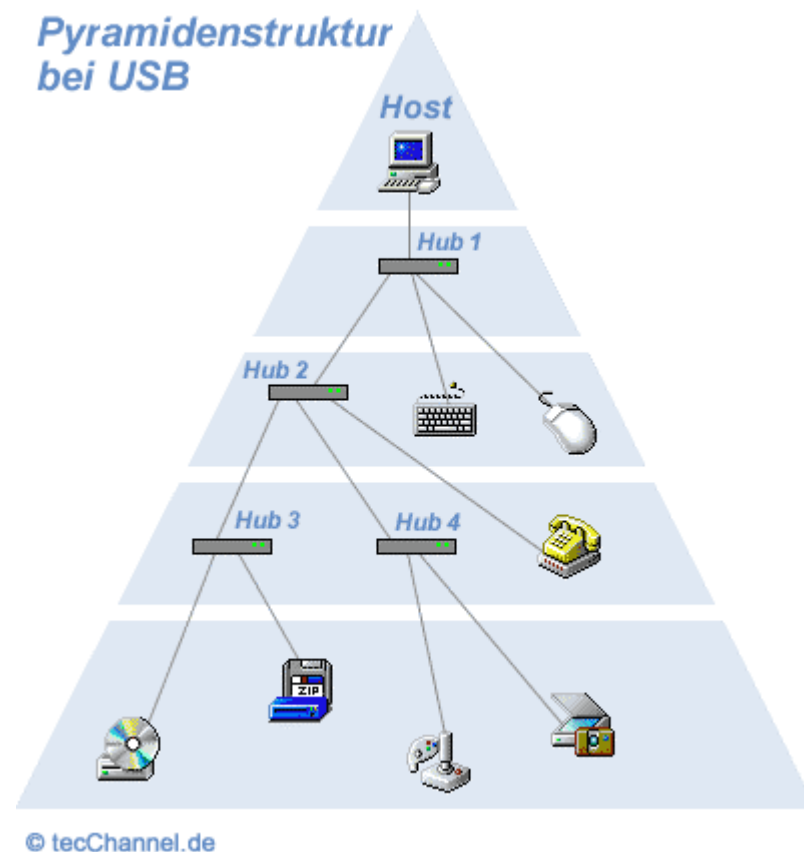 Pyramidenstruktur
bei USB
Host
Hub 1
Hub 2
Hub 3
Hub 4
ZIP
© tecChannel.de